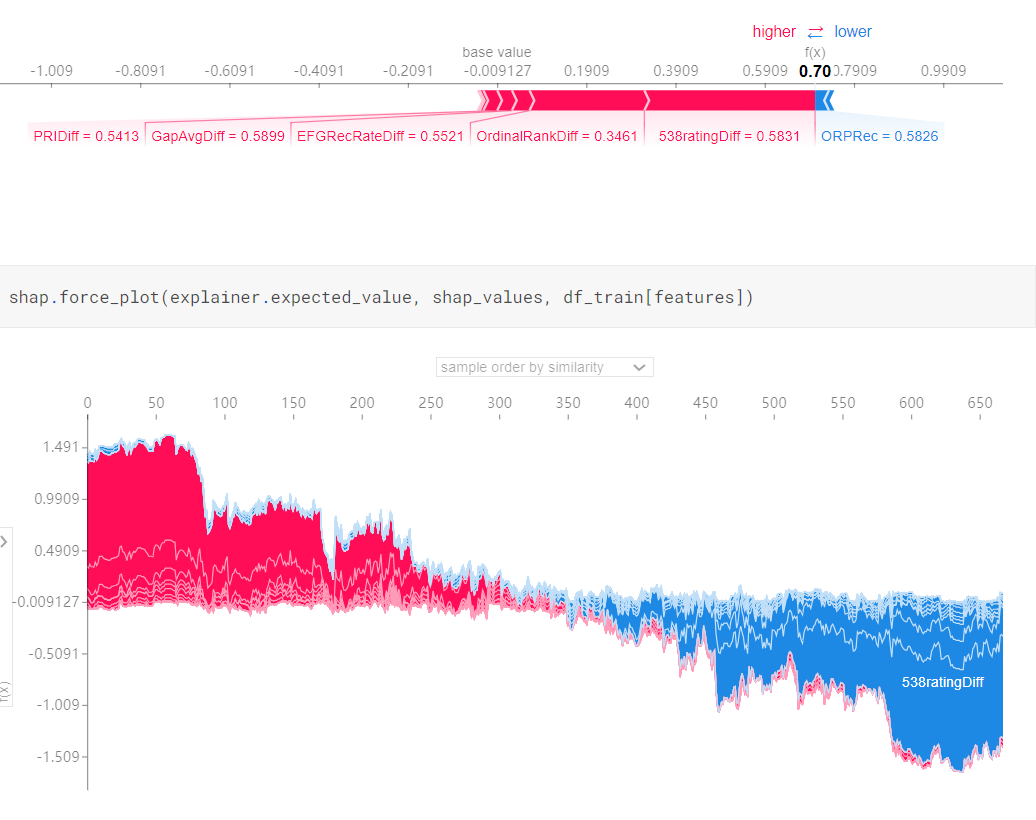 higher ⇄ lower
base value f(x)
-1.009 -0.8091 -0.6091 -0.4091 -0.2091 -0.009127 0.1909 0.3909 0.5909 0.70 0.7909 0.9909
PRIDiff = 0.5413 GapAvgDiff = 0.5899 EFGRecRateDiff = 0.5521 OrdinalRankDiff = 0.3461 538ratingDiff = 0.5831 ORPRec = 0.5826
shap.force_plot(explainer.expected_value, shap_values, df_train[features])
sample order by similarity
0 50 100 150 200 250 300 350 400 450 500 550 600 650
1.491
0.9909
0.4909
-0.009127
-0.5091
538ratingDiff
f(x)
-1.009
-1.509